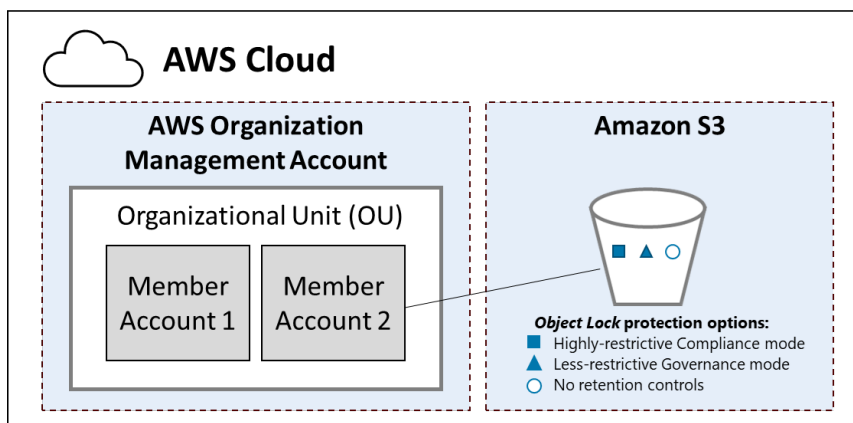 AWS Cloud
AWS Organization
Management Account
Organizational Unit (OU)
Member
Account 1
Member
Account 2
Amazon S3
Object Lock protection options:
Highly-restrictive Compliance mode
Less-restrictive Governance mode
No retention controls